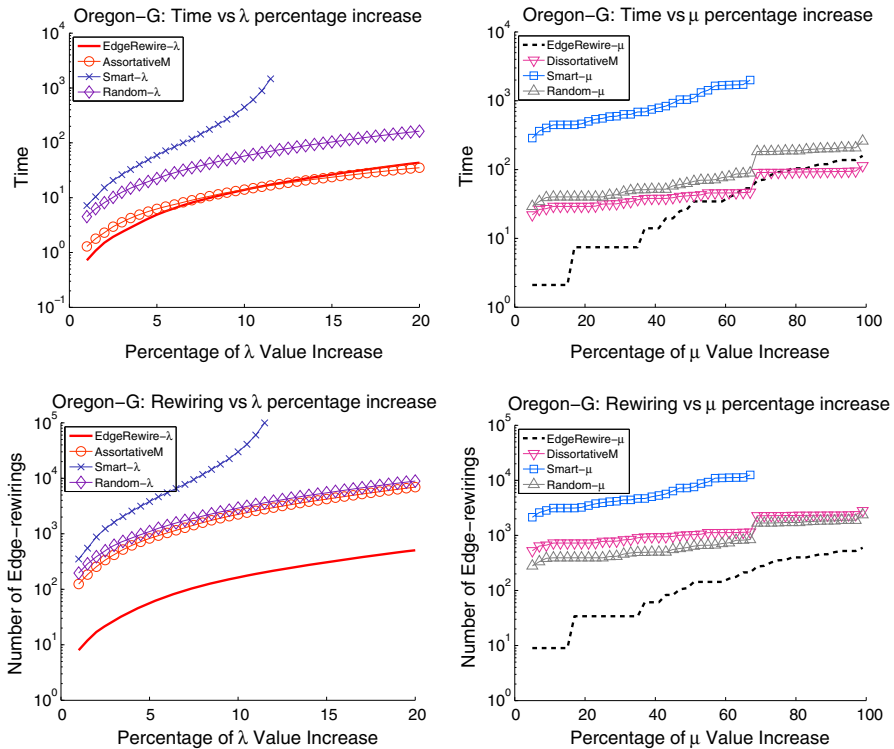 Oregon−G: Time vs λ percentage increase
10^4
10^3
10^2
10^1
10^0
10^−1
Time
EdgeRewire−λ
AssortativeM
Smart−λ
Random−λ
0 5 10 15 20
Percentage of λ Value Increase
Oregon−G: Time vs μ percentage increase
10^4
10^3
10^2
10^1
10^0
Time
EdgeRewire−μ
DissortativeM
Smart−μ
Random−μ
0 20 40 60 80 100
Percentage of μ Value Increase
Oregon−G: Rewiring vs λ percentage increase
10^5
10^4
10^3
10^2
10^1
10^0
Number of Edge−rewirings
EdgeRewire−λ
AssortativeM
Smart−λ
Random−λ
0 5 10 15 20
Percentage of λ Value Increase
Oregon−G: Rewiring vs μ percentage increase
10^5
10^4
10^3
10^2
10^1
10^0
Number of Edge−rewirings
EdgeRewire−μ
DissortativeM
Smart−μ
Random−μ
0 20 40 60 80 100
Percentage of μ Value Increase